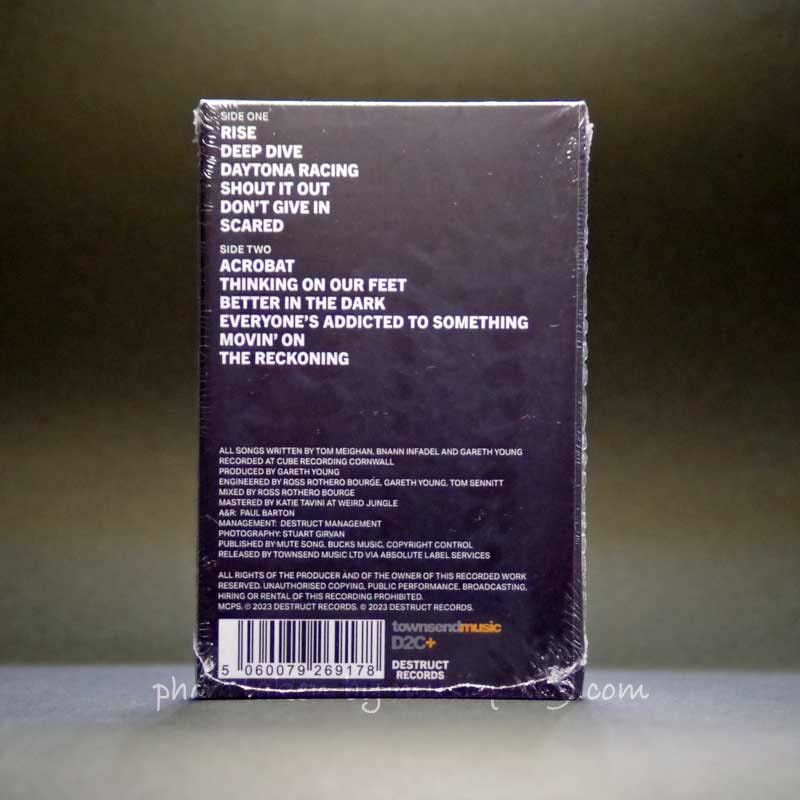 SIDE ONE
RISE
DEEP DIVE
DAYTONA RACING
SHOUT IT OUT
DON'T GIVE IN
SCARED
SIDE TWO
ACROBAT
THINKING ON OUR FEET
BETTER IN THE DARK
EVERYONE'S ADDICTED TO SOMETHING
MOVIN' ON
THE RECKONING
ALL SONGS WRITTEN BY TOM MEIGHAN, BNANN INFADEL AND GARETH YOUNG
RECORDED AT CUBE RECORDING CORNWALL
PRODUCED BY GARETH YOUNG
ENGINEERED BY ROSS ROTHERO BOURGE, GARETH YOUNG, TOM SENNITT
MIXED BY ROSS ROTHERO BOURGE
MASTERED BY KATIE TAVINI AT WEIRD JUNGLE
A&R: PAUL BARTON
MANAGEMENT: DESTRUCT MANAGEMENT
PHOTOGRAPHY: STUART GIRVAN
PUBLISHED BY MUTE SONG, BUCKS MUSIC, COPYRIGHT CONTROL
RELEASED BY TOWNSEND MUSIC LTD VIA ABSOLUTE LABEL SERVICES
ALL RIGHTS OF THE PRODUCER AND OF THE OWNER OF THIS RECORDED WORK
RESERVED. UNAUTHORISED COPYING, PUBLIC PERFORMANCE, BROADCASTING,
HIRING OR RENTAL OF THIS RECORDING PROHIBITED.
MCPS. ℗ 2023 DESTRUCT RECORDS. © 2023 DESTRUCT RECORDS.
townsendmusic
D2C+
DESTRUCT
RECORDS
5 060079 269178
.com